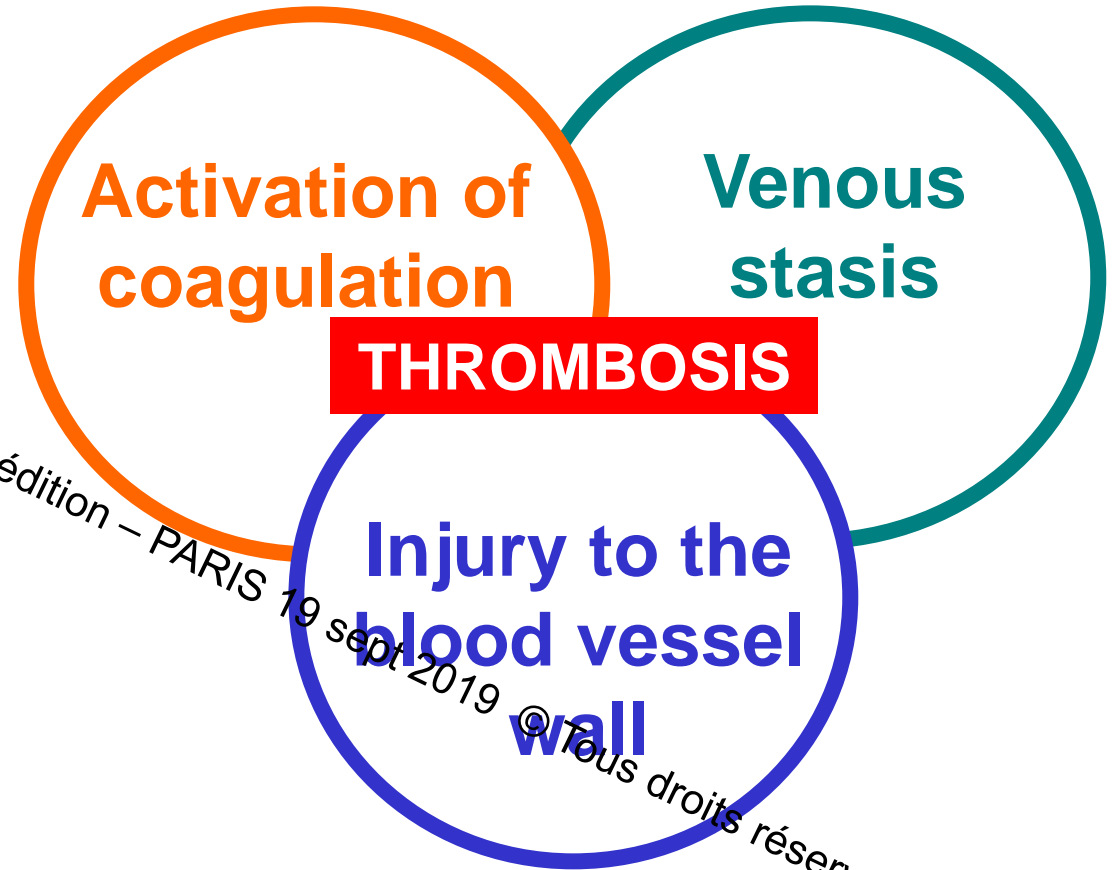 Activation of
coagulation
Venous
stasis
THROMBOSIS
Injury to the
blood vessel
wall
édition – PARIS 19 sept 2019 © Tous droits